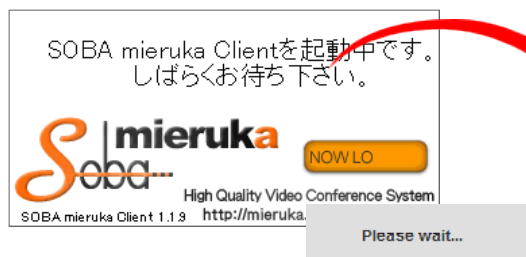 SOBA mieruka Clientを起動中です。
しばらくお待ち下さい。
Soba mieruka
NOW LO
High Quality Video Conference System
SOBA mieruka Client 1.1.9 http://mieruka.
Please wait...